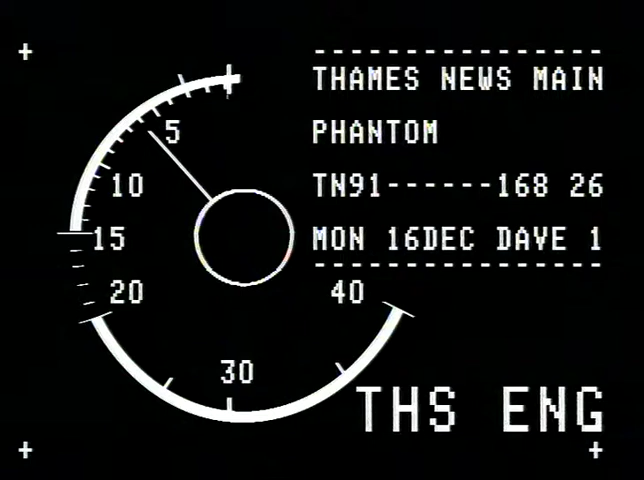 THAMES NEWS MAIN
PHANTOM
TN91------168 26
MON 16DEC DAVE 1
5
10
15
20
30
40
THS ENG